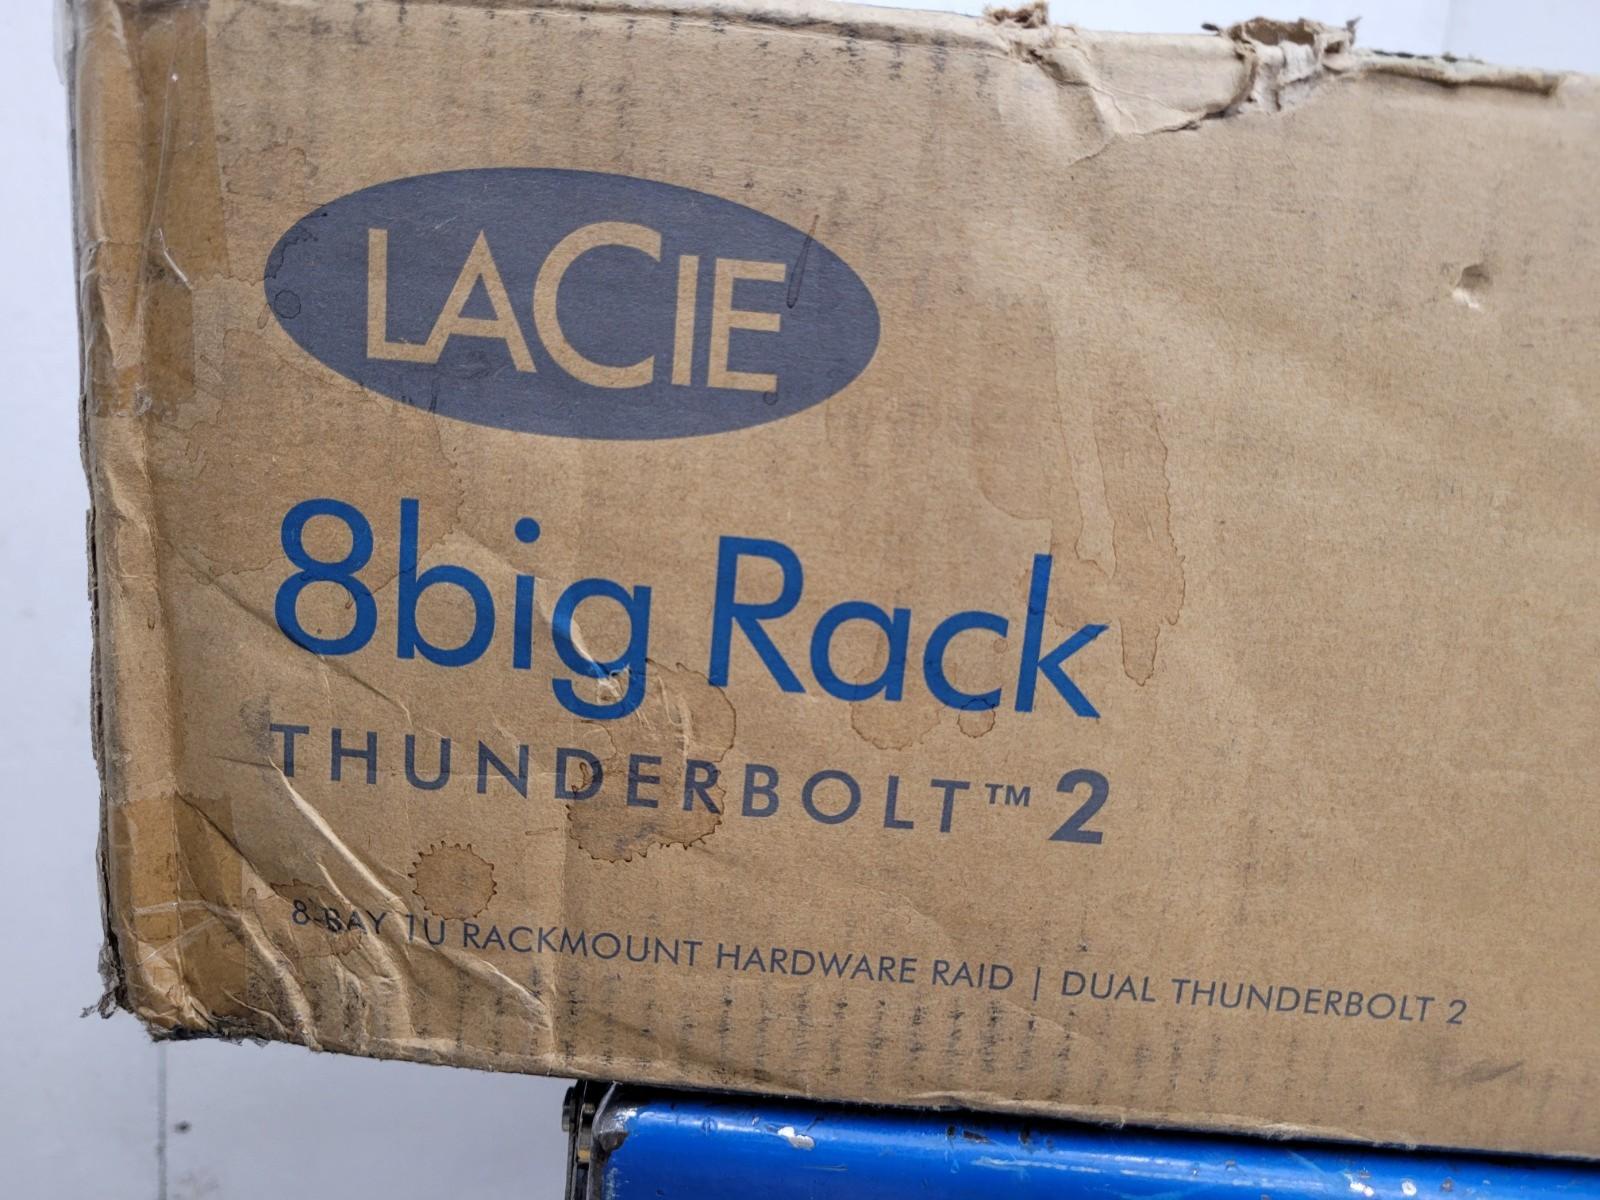 LACIE
8big Rack
THUNDERBOLT™ 2
8-BAY 1U RACKMOUNT HARDWARE RAID | DUAL THUNDERBOLT 2